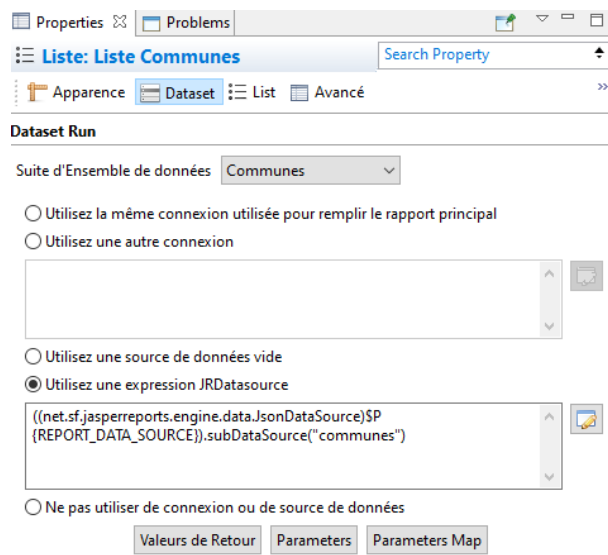 Properties Problems
Liste: Liste Communes Search Property
Apparence Dataset List Avancé »
Dataset Run
Suite d'Ensemble de données Communes
Utilisez la même connexion utilisée pour remplir le rapport principal
Utilisez une autre connexion
Utilisez une source de données vide
Utilisez une expression JRDatasource
((net.sf.jasperreports.engine.data.JsonDataSource)$P
{REPORT_DATA_SOURCE}).subDataSource("communes")
Ne pas utiliser de connexion ou de source de données
Valeurs de Retour Parameters Parameters Map